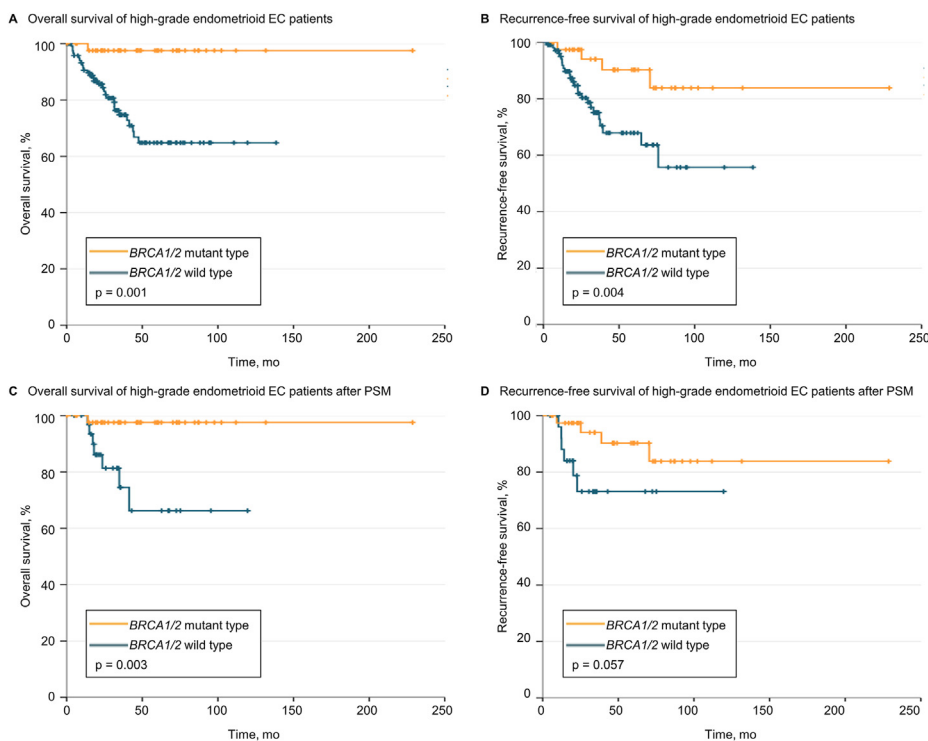 A Overall survival of high-grade endometrioid EC patients
Overall survival, %
100
80
60
40
20
0
BRCA1/2 mutant type
BRCA1/2 wild type
p = 0.001
0 50 100 150 200 250
Time, mo
B Recurrence-free survival of high-grade endometrioid EC patients
Recurrence-free survival, %
100
80
60
40
20
0
BRCA1/2 mutant type
BRCA1/2 wild type
p = 0.004
0 50 100 150 200 250
Time, mo
C Overall survival of high-grade endometrioid EC patients after PSM
Overall survival, %
100
80
60
40
20
0
BRCA1/2 mutant type
BRCA1/2 wild type
p = 0.003
0 50 100 150 200 250
Time, mo
D Recurrence-free survival of high-grade endometrioid EC patients after PSM
Recurrence-free survival, %
100
80
60
40
20
0
BRCA1/2 mutant type
BRCA1/2 wild type
p = 0.057
0 50 100 150 200 250
Time, mo